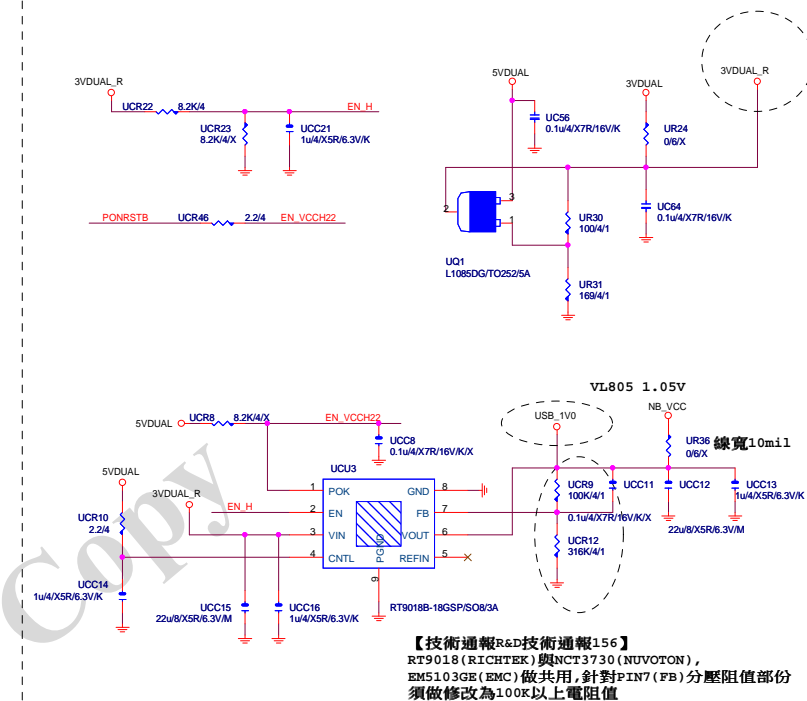 3VDUAL_R
UCR22
8.2K/4
EN_H
UCR23
8.2K/4/X
UCC21
1u/4/X5R/6.3V/K
PONRSTB
UCR46
2.2/4
EN_VCCH22
5VDUAL
3VDUAL
3VDUAL_R
UC56
0.1u/4/X7R/16V/K
UR24
0/6/X
3
2
1
UR30
100/4/1
UC64
0.1u/4/X7R/16V/K
UQ1
L1085DG/TO252/5A
UR31
169/4/1
VL805 1.05V
5VDUAL
UCR8
8.2K/4/X
EN_VCCH22
UCC8
0.1u/4/X7R/16V/K/X
USB_1V0
NB_VCC
UR36
0/6/X
線寬10mil
5VDUAL
3VDUAL_R
UCR10
2.2/4
EN_H
UCU3
1
POK
GND
8
2
EN
FB
7
3
VIN
VOUT
6
4
CNTL
REFIN
5
PGND
9
UCR9
100K/4/1
UCC11
0.1u/4/X7R/16V/K/X
UCC12
22u/8/X5R/6.3V/M
UCC13
1u/4/X5R/6.3V/K
UCR12
316K/4/1
UCC14
1u/4/X5R/6.3V/K
UCC15
22u/8/X5R/6.3V/M
UCC16
1u/4/X5R/6.3V/K
RT9018B-18GSP/SO8/3A
Copy
【技術通報R&D技術通報156】
RT9018(RICHTEK)與NCT3730(NUVOTON),
EM5103GE(EMC)做共用,針對PIN7(FB)分壓阻值部份
須做修改為100K以上電阻值